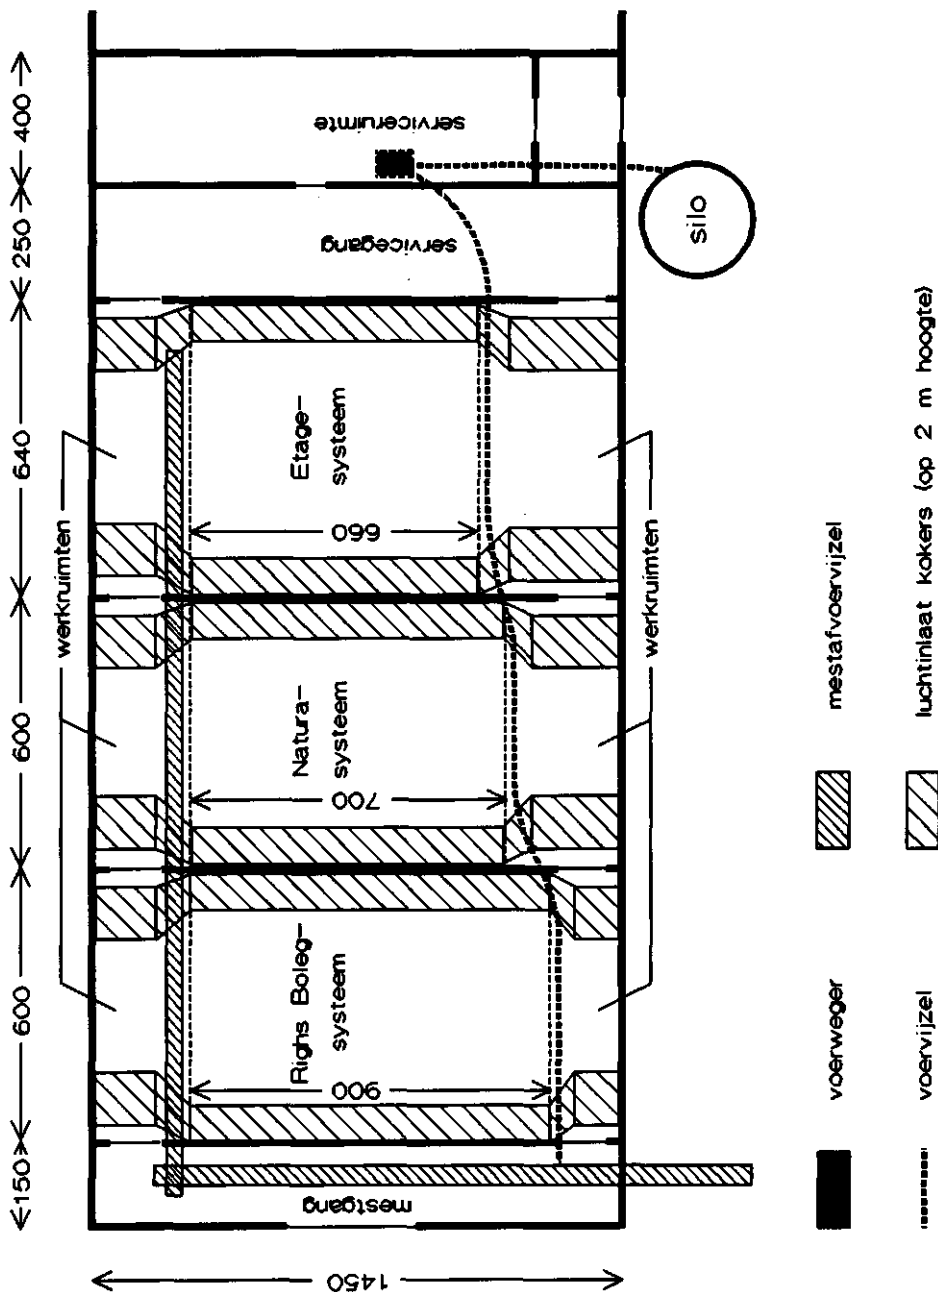 150
600
600
640
250
400
werkruimten
mestgang
Righs Boleg-
systeem
900
Natura-
systeem
700
Etage-
systeem
660
servicegang
serviceruimte
1450
werkruimten
silo
voerweger
mestafvoervijzel
voervijzel
luchtinlaat kokers (op 2 m hoogte)